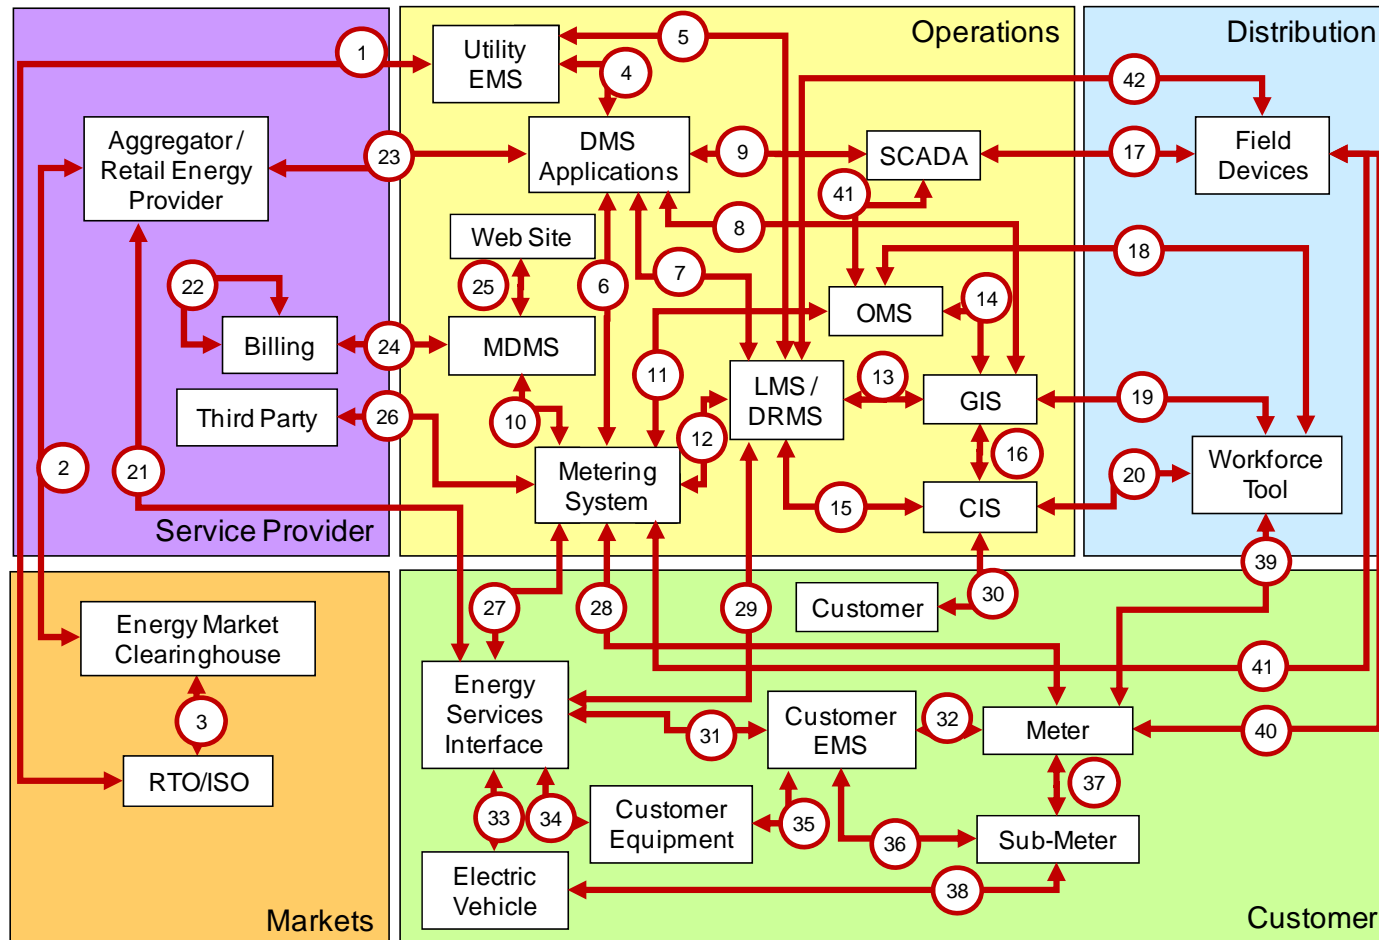 1
5
Utility
EMS
Operations
Distribution
4
42
Aggregator /
Retail Energy
Provider
23
DMS
Applications
9
SCADA
17
Field
Devices
41
Web Site
8
18
25
6
7
22
14
OMS
Billing
24
MDMS
11
LMS /
DRMS
13
GIS
19
Third Party
26
10
12
2
21
Metering
System
16
Workforce
Tool
20
15
CIS
Service Provider
39
27
28
29
Customer
30
Energy Market
Clearinghouse
41
Energy
Services
Interface
3
31
Customer
EMS
32
Meter
40
RTO/ISO
37
33
34
Customer
Equipment
35
36
Sub-Meter
Electric
Vehicle
38
Markets
Customer